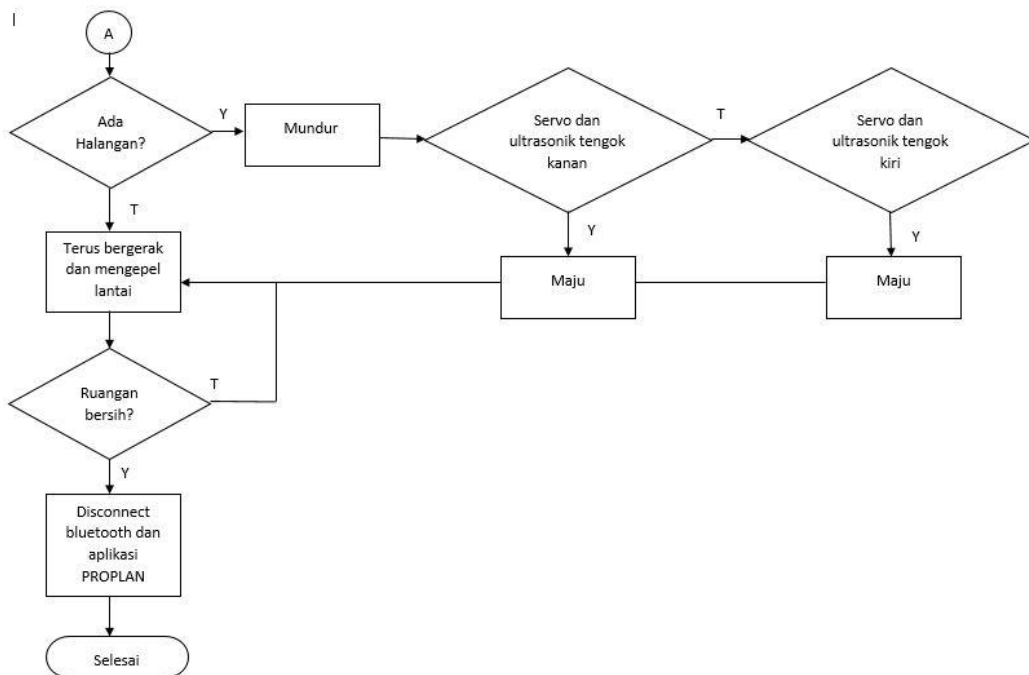 A
Ada
Halangan?
Y
Mundur
Servo dan
ultrasonik tengok
kanan
T
Servo dan
ultrasonik tengok
kiri
T
Y
Y
Terus bergerak
dan mengepel
lantai
Maju
Maju
Ruangan
bersih?
T
Y
Disconnect
bluetooth dan
aplikasi
PROPLAN
Selesai